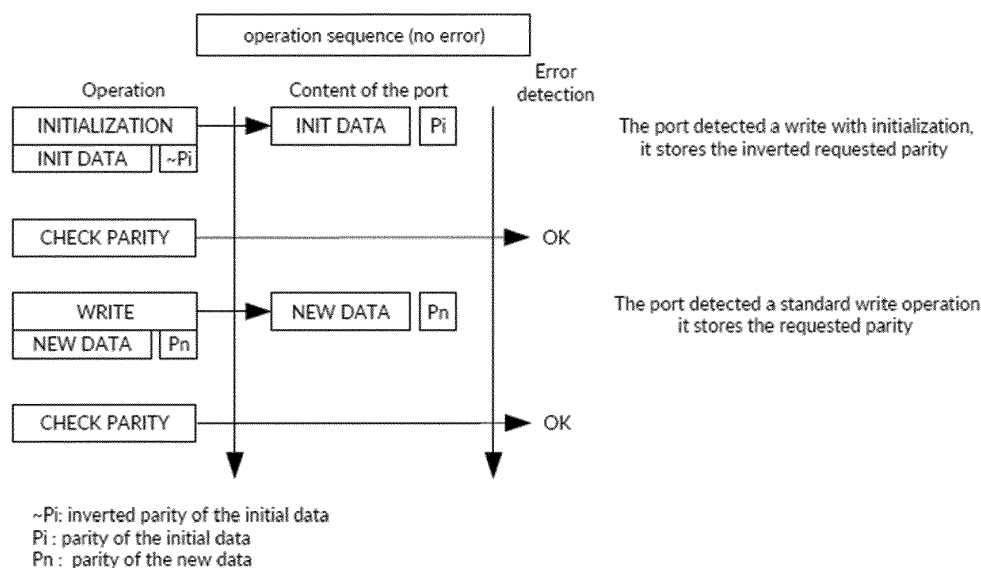 operation sequence (no error)
Operation
Content of the port
Error
detection
INITIALIZATION
INIT DATA
~Pi
INIT DATA
Pi
The port detected a write with initialization,
it stores the inverted requested parity
CHECK PARITY
OK
WRITE
NEW DATA
Pn
NEW DATA
Pn
The port detected a standard write operation
it stores the requested parity
CHECK PARITY
OK
~Pi: inverted parity of the initial data
Pi : parity of the initial data
Pn : parity of the new data